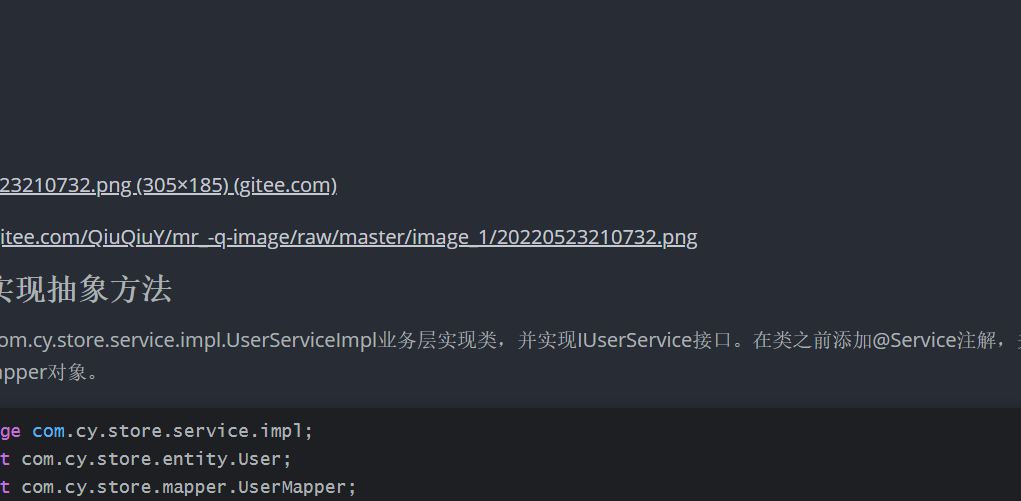 23210732.png (305×185) (gitee.com)
itee.com/QiuQiuY/mr_-q-image/raw/master/image_1/20220523210732.png
实现抽象方法
om.cy.store.service.impl.UserServiceImpl业务层实现类，并实现IUserService接口。在类之前添加@Service注解，
apper对象。
ge com.cy.store.service.impl;
t com.cy.store.entity.User;
t com.cy.store.mapper.UserMapper;